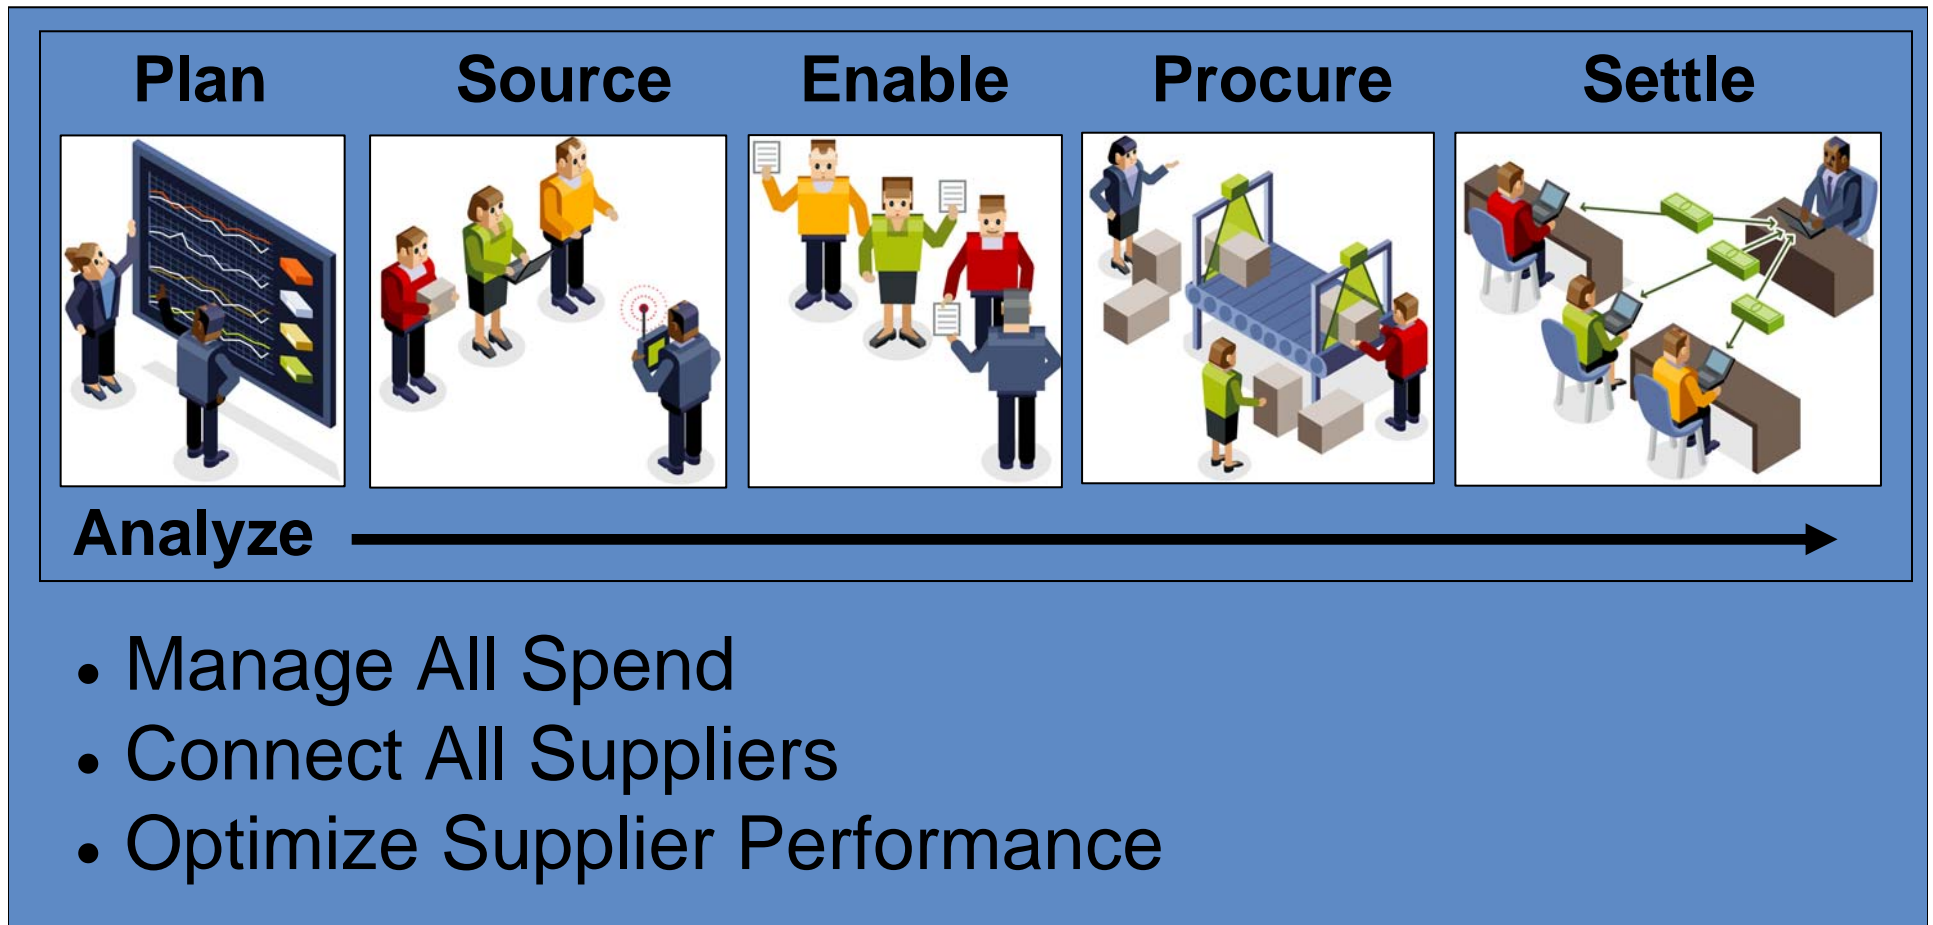 Plan Source Enable Procure Settle
Analyze
• Manage All Spend
• Connect All Suppliers
• Optimize Supplier Performance